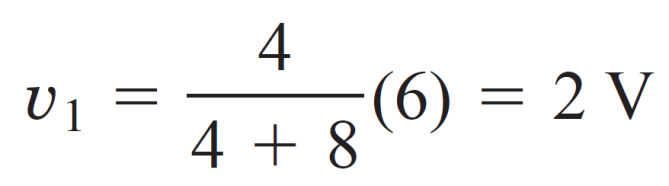 v₁ = 4/(4 + 8) (6) = 2 V